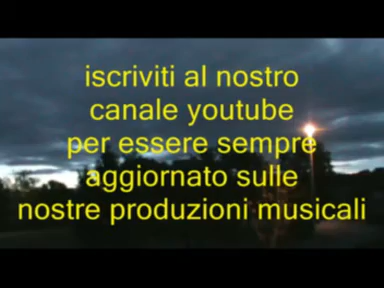 iscriviti al nostro
canale youtube
per essere sempre
aggiornato sulle
nostre produzioni musicali